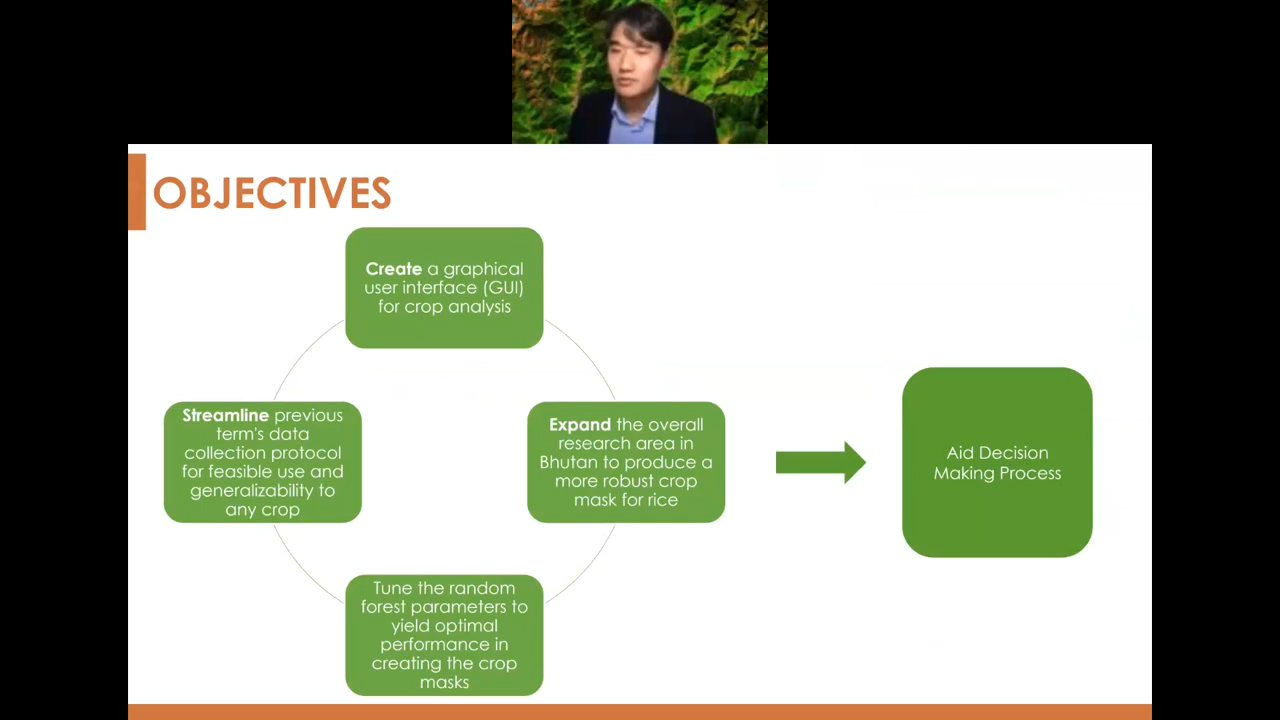 OBJECTIVES
Create a graphical
user interface (GUI)
for crop analysis
Streamline previous
term's data
collection protocol
for feasible use and
generalizability to
any crop
Expand the overall
research area in
Bhutan to produce a
more robust crop
mask for rice
Tune the random
forest parameters to
yield optimal
performance in
creating the crop
masks
Aid Decision
Making Process